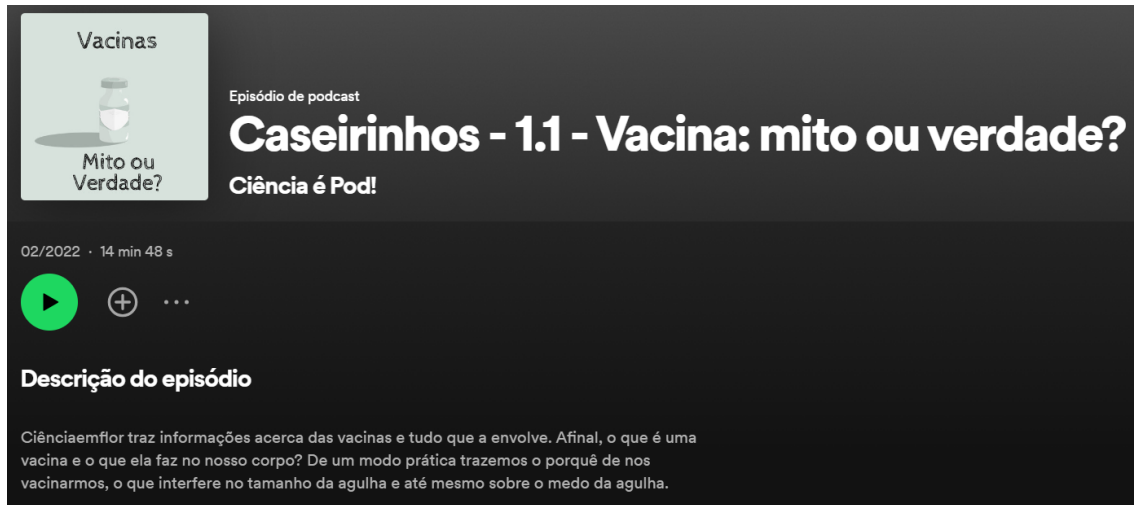 Vacinas
Mito ou
Verdade?
Episódio de podcast
Caseirinhos - 1.1 - Vacina: mito ou verdade?
Ciência é Pod!
02/2022 · 14 min 48 s
Descrição do episódio
Ciênciaemflor traz informações acerca das vacinas e tudo que a envolve. Afinal, o que é uma
vacina e o que ela faz no nosso corpo? De um modo prática trazemos o porquê de nos
vacinarmos, o que interfere no tamanho da agulha e até mesmo sobre o medo da agulha.